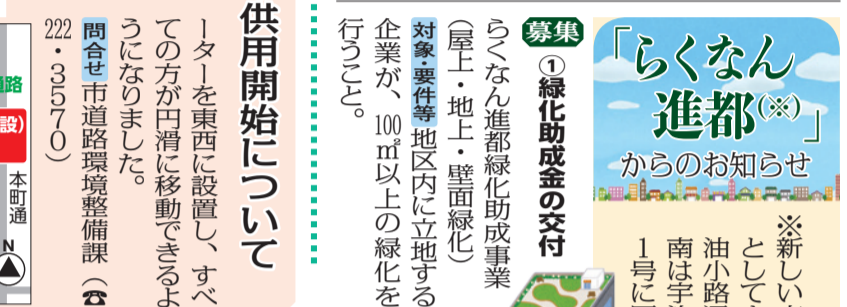 「らくなん
進都(※)」
からのお知らせ
※新しい
として
油小路
南は宇
1号に
募集 ①緑化助成金の交付
らくなん進都緑化助成事業
(屋上・地上・壁面緑化)
対象・要件等 地区内に立地する
企業が、100㎡以上の緑化を
行うこと。
供用開始について
ーターを東西に設置し、すべ
ての方が円滑に移動できるよ
うになりました。
問合せ 市道路環境整備課(☎
222・3570)
路
設)
本町通
N